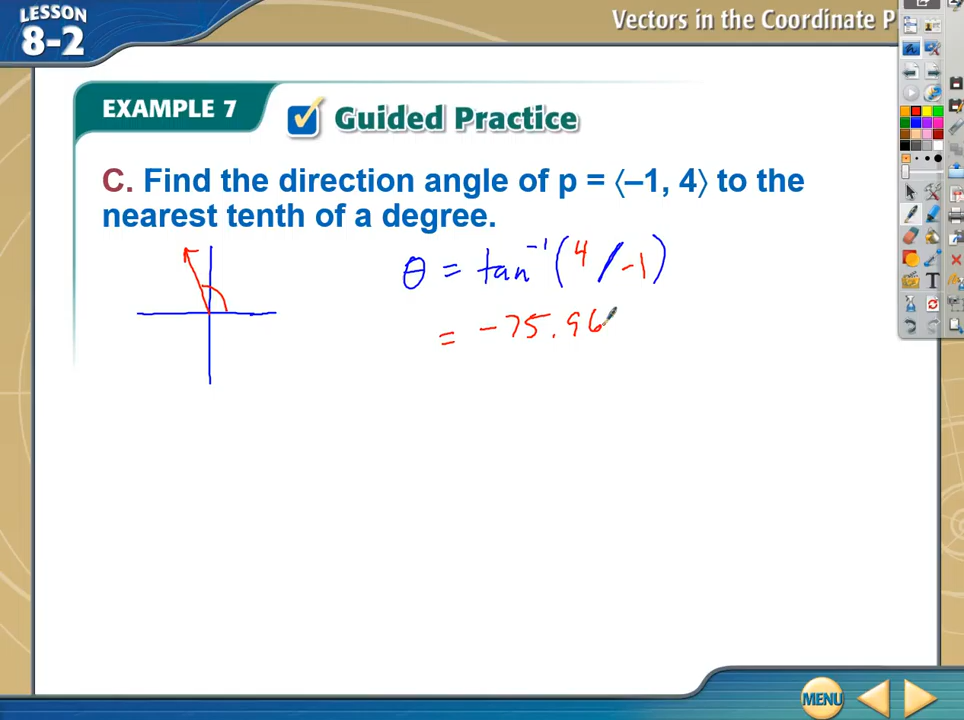 LESSON
8-2
Vectors in the Coordinate P
EXAMPLE 7
Guided Practice
C. Find the direction angle of p = ⟨–1, 4⟩ to the
nearest tenth of a degree.
θ = tan⁻¹(4/-1)
= -75.96
MENU